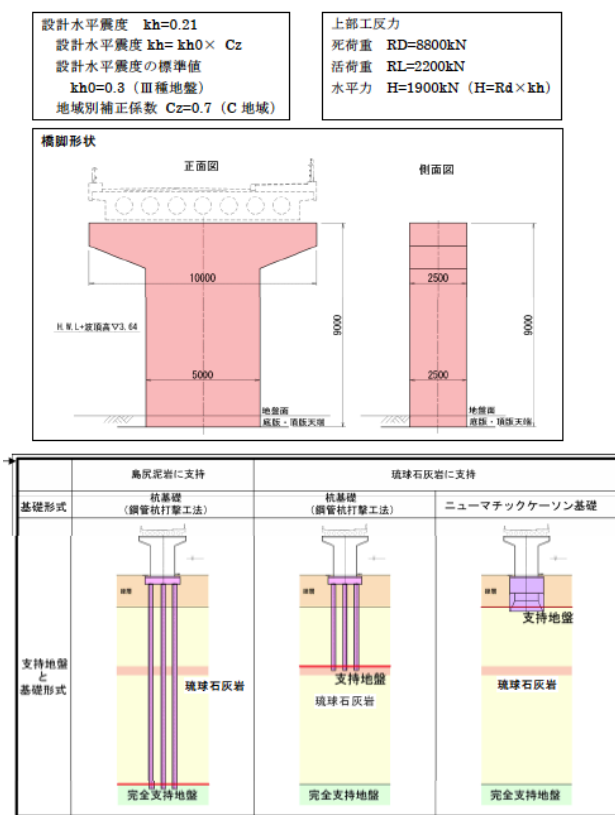 設計水平震度 kh=0.21
設計水平震度 kh= kh0× Cz
設計水平震度の標準値
kh0=0.3（Ⅲ種地盤）
地域別補正係数 Cz=0.7（C 地域）
上部工反力
死荷重 RD=8800kN
活荷重 RL=2200kN
水平力 H=1900kN（H=Rd×kh）
橋脚形状
正面図
側面図
10000
2500
9000
9000
H.W.L+波頂高▽3.64
5000
2500
地盤面
底版・頂版天端
地盤面
底版・頂版天端
島尻泥岩に支持
琉球石灰岩に支持
基礎形式
杭基礎
（鋼管杭打撃工法）
杭基礎
（鋼管杭打撃工法）
ニューマチックケーソン基礎
支持地盤
と
基礎形式
琉球石灰岩
完全支持地盤
支持地盤
琉球石灰岩
完全支持地盤
支持地盤
琉球石灰岩
完全支持地盤